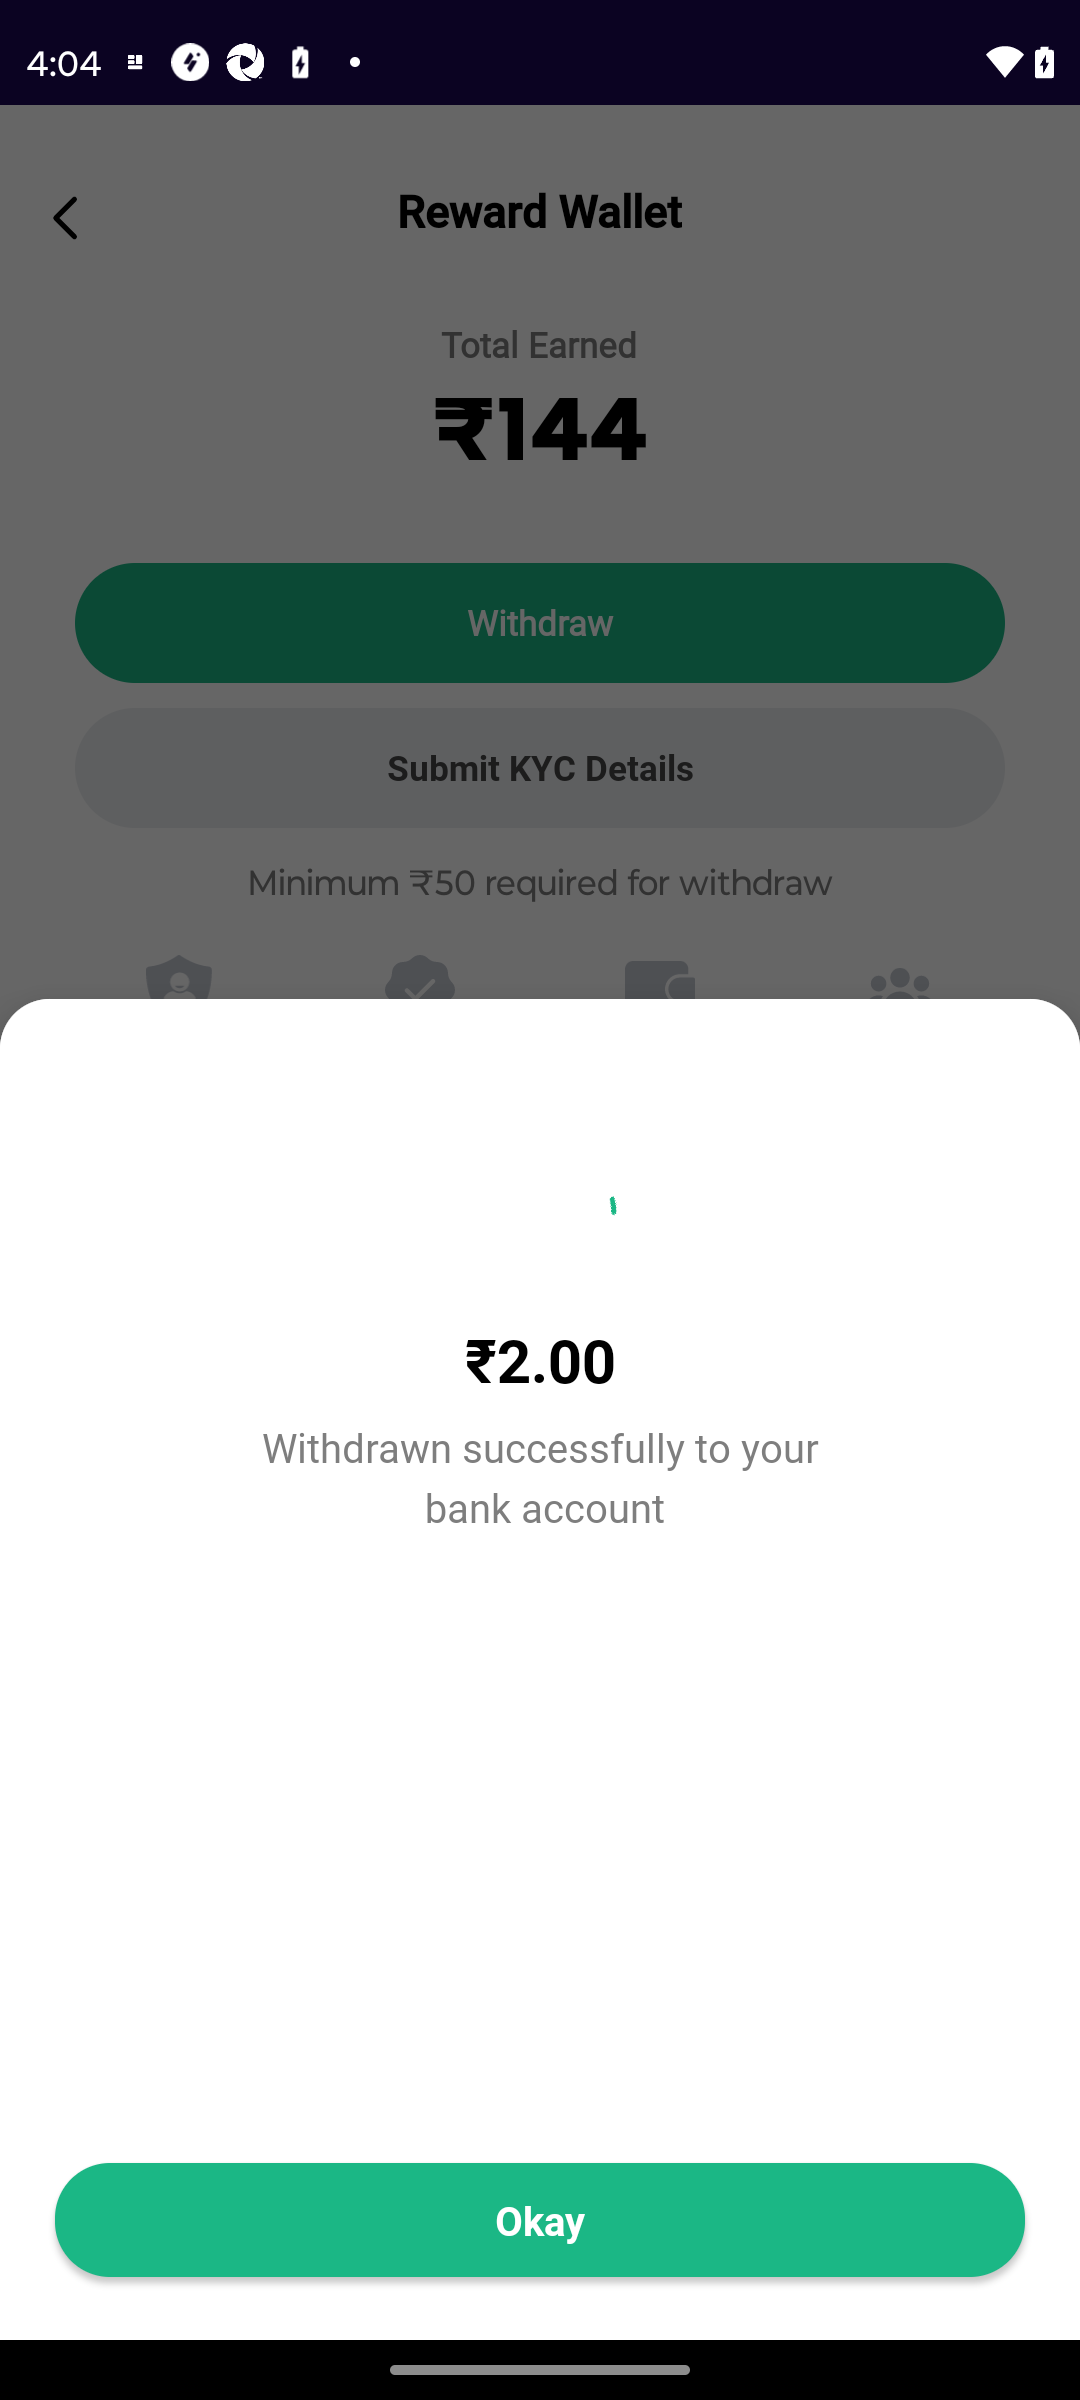 4:04
Reward Wallet
Total Earned
₹144
Withdraw
Submit KYC Details
Minimum ₹50 required for withdraw
₹2.00
Withdrawn successfully to your
bank account
Okay